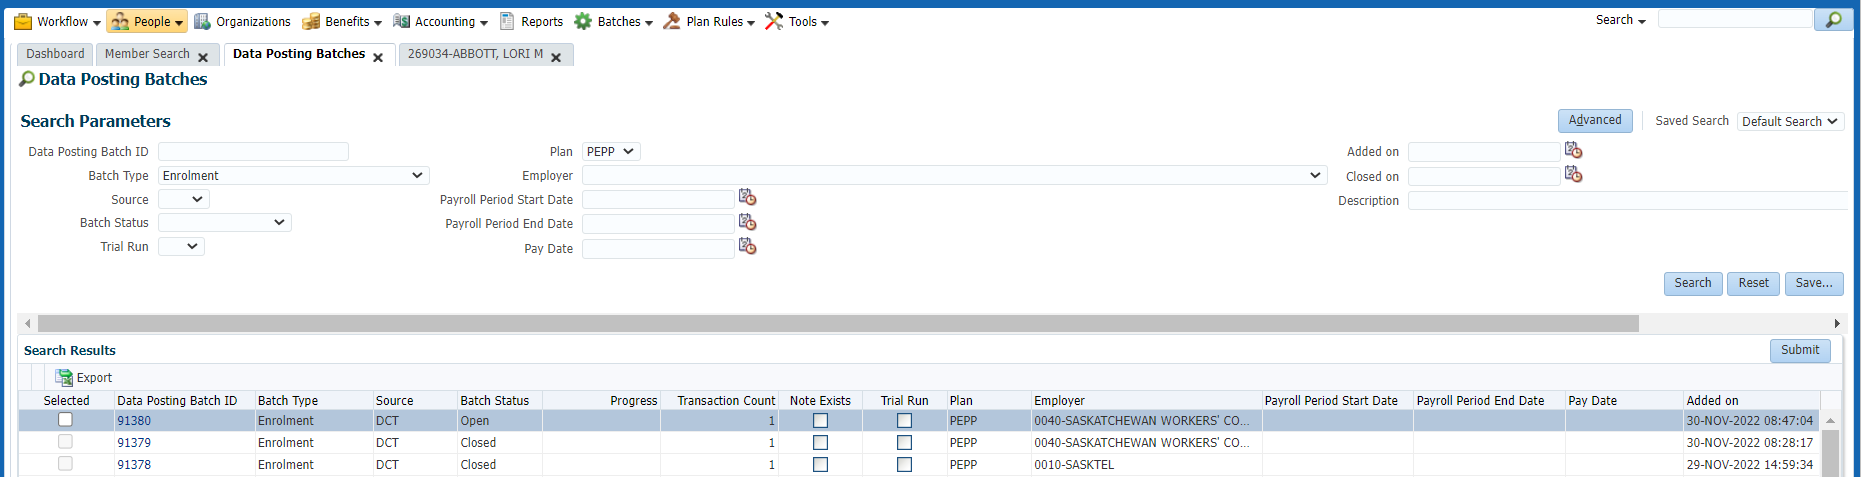 Workflow People Organizations Benefits Accounting Reports Batches Plan Rules Tools Search
Dashboard Member Search Data Posting Batches 269034-ABBOTT, LORI M
Data Posting Batches
Search Parameters Advanced Saved Search Default Search
Data Posting Batch ID Plan PEPP Added on
Batch Type Enrolment Employer Closed on
Source Payroll Period Start Date Description
Batch Status Payroll Period End Date
Trial Run Pay Date
Search Reset Save...
Search Results Submit
Export
Selected Data Posting Batch ID Batch Type Source Batch Status Progress Transaction Count Note Exists Trial Run Plan Employer Payroll Period Start Date Payroll Period End Date Pay Date Added on
91380 Enrolment DCT Open 1 PEPP 0040-SASKATCHEWAN WORKERS' CO... 30-NOV-2022 08:47:04
91379 Enrolment DCT Closed 1 PEPP 0040-SASKATCHEWAN WORKERS' CO... 30-NOV-2022 08:28:17
91378 Enrolment DCT Closed 1 PEPP 0010-SASKTEL 29-NOV-2022 14:59:34